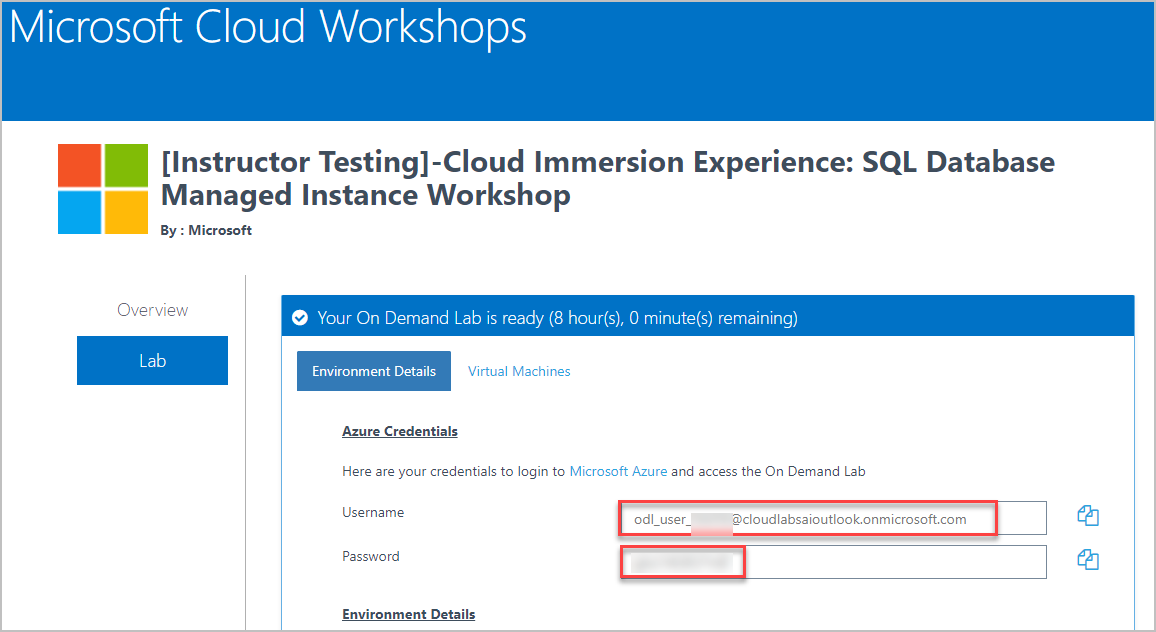 Microsoft Cloud Workshops
[Instructor Testing]-Cloud Immersion Experience: SQL Database
Managed Instance Workshop
By : Microsoft
Overview
Lab
Your On Demand Lab is ready (8 hour(s), 0 minute(s) remaining)
Environment Details
Virtual Machines
Azure Credentials
Here are your credentials to login to Microsoft Azure and access the On Demand Lab
Username
odl_user_ @cloudlabsaioutlook.onmicrosoft.com
Password
Environment Details